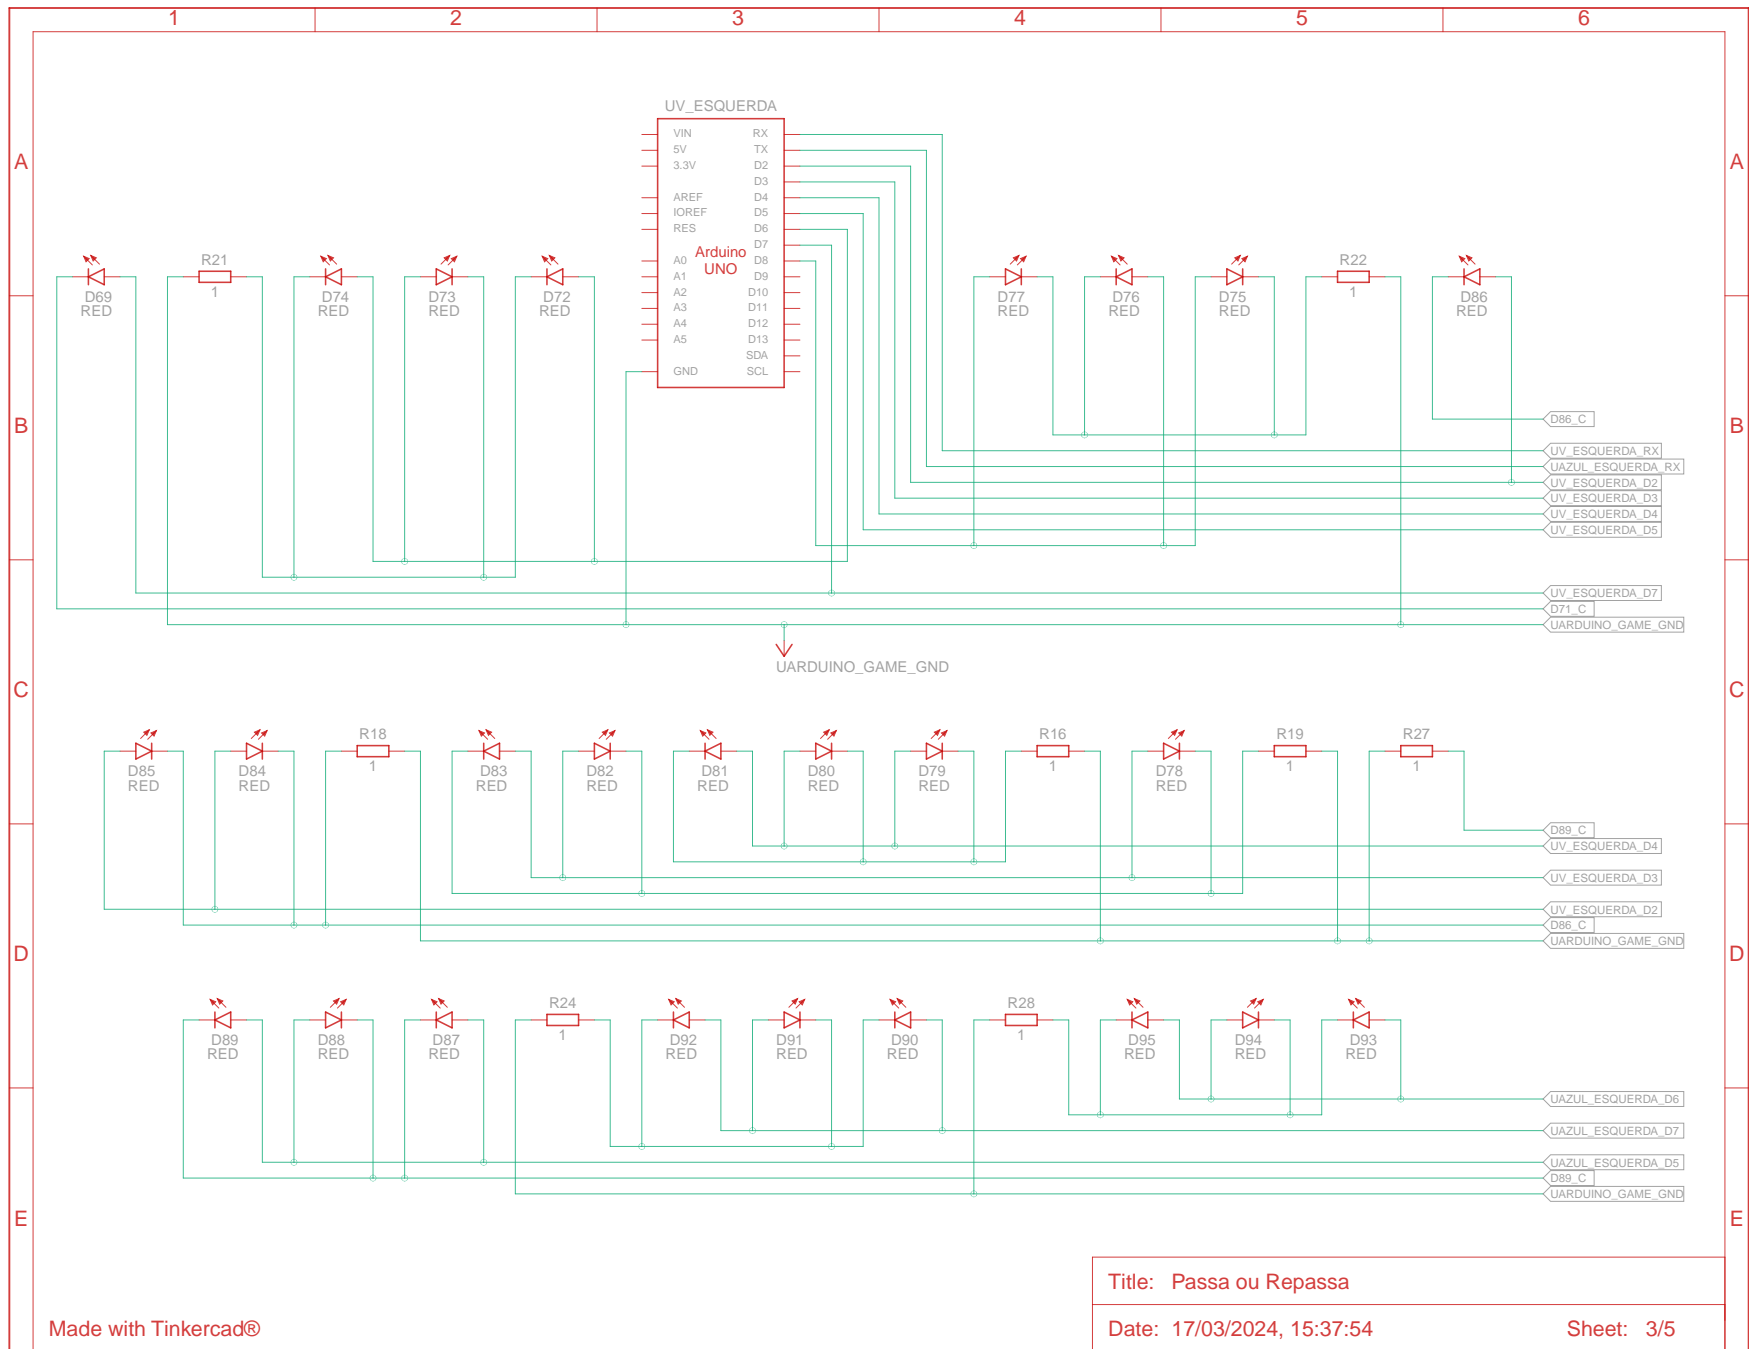 1 2 3 4 5 6
UV_ESQUERDA
VIN RX
5V TX
3.3V D2
D3
AREF D4
IOREF D5
RES D6
D7
Arduino
UNO
A0 D8
A1 D9
A2 D10
A3 D11
A4 D12
A5 D13
SDA
GND SCL
A A
R21 R22
1 1
D69 D74 D73 D72 D77 D76 D75 D86
RED RED RED RED RED RED RED RED
B B
D86_C
UV_ESQUERDA_RX
UAZUL_ESQUERDA_RX
UV_ESQUERDA_D2
UV_ESQUERDA_D3
UV_ESQUERDA_D4
UV_ESQUERDA_D5
UV_ESQUERDA_D7
D71_C
UARDUINO_GAME_GND
UARDUINO_GAME_GND
C C
R18 R16 R19 R27
1 1 1 1
D85 D84 D83 D82 D81 D80 D79 D78
RED RED RED RED RED RED RED RED
D89_C
UV_ESQUERDA_D4
UV_ESQUERDA_D3
UV_ESQUERDA_D2
D86_C
UARDUINO_GAME_GND
D D
R24 R28
1 1
D89 D88 D87 D92 D91 D90 D95 D94 D93
RED RED RED RED RED RED RED RED RED
UAZUL_ESQUERDA_D6
UAZUL_ESQUERDA_D7
UAZUL_ESQUERDA_D5
D89_C
UARDUINO_GAME_GND
E E
Title: Passa ou Repassa
Made with Tinkercad®
Date: 17/03/2024, 15:37:54 Sheet: 3/5